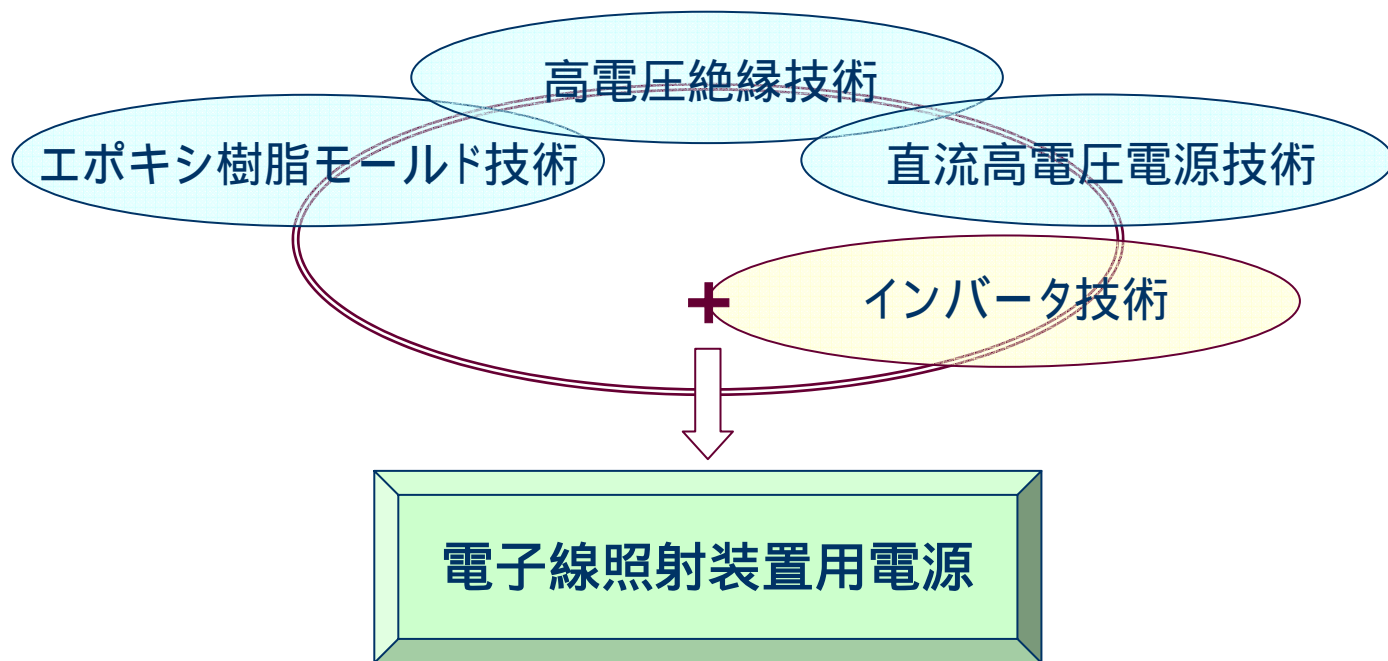 高電圧絶縁技術
エポキシ樹脂モールド技術
直流高電圧電源技術
+
インバータ技術
電子線照射装置用電源